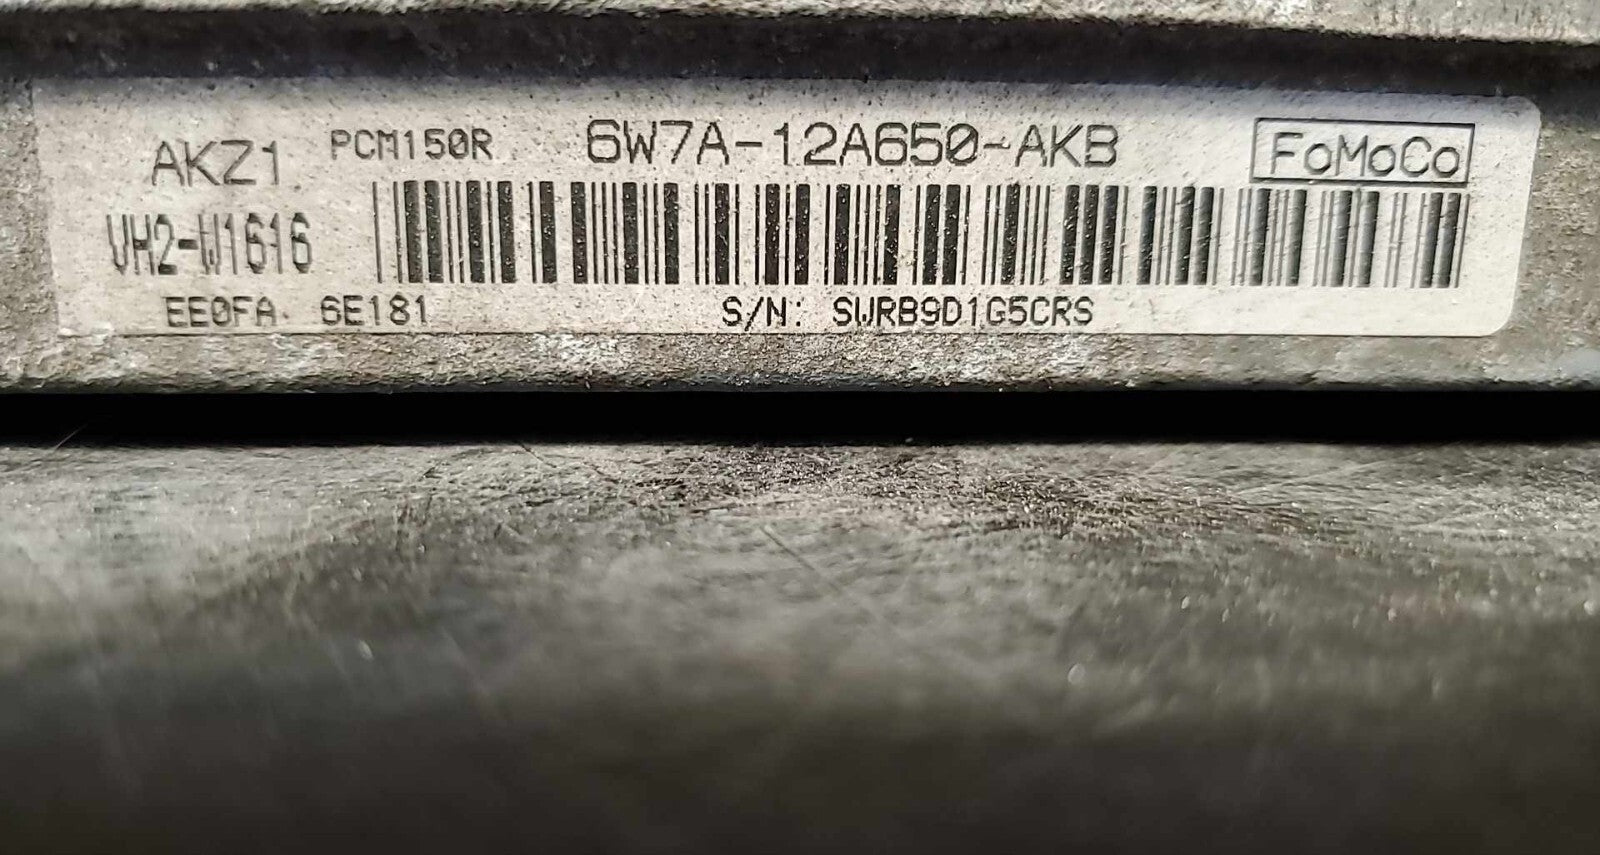 AKZ1 PCM150R 6W7A-12A650-AKB FoMoCo
VH2-W1616
EE0FA 6E181 S/N: SWRB9D1G5CRS